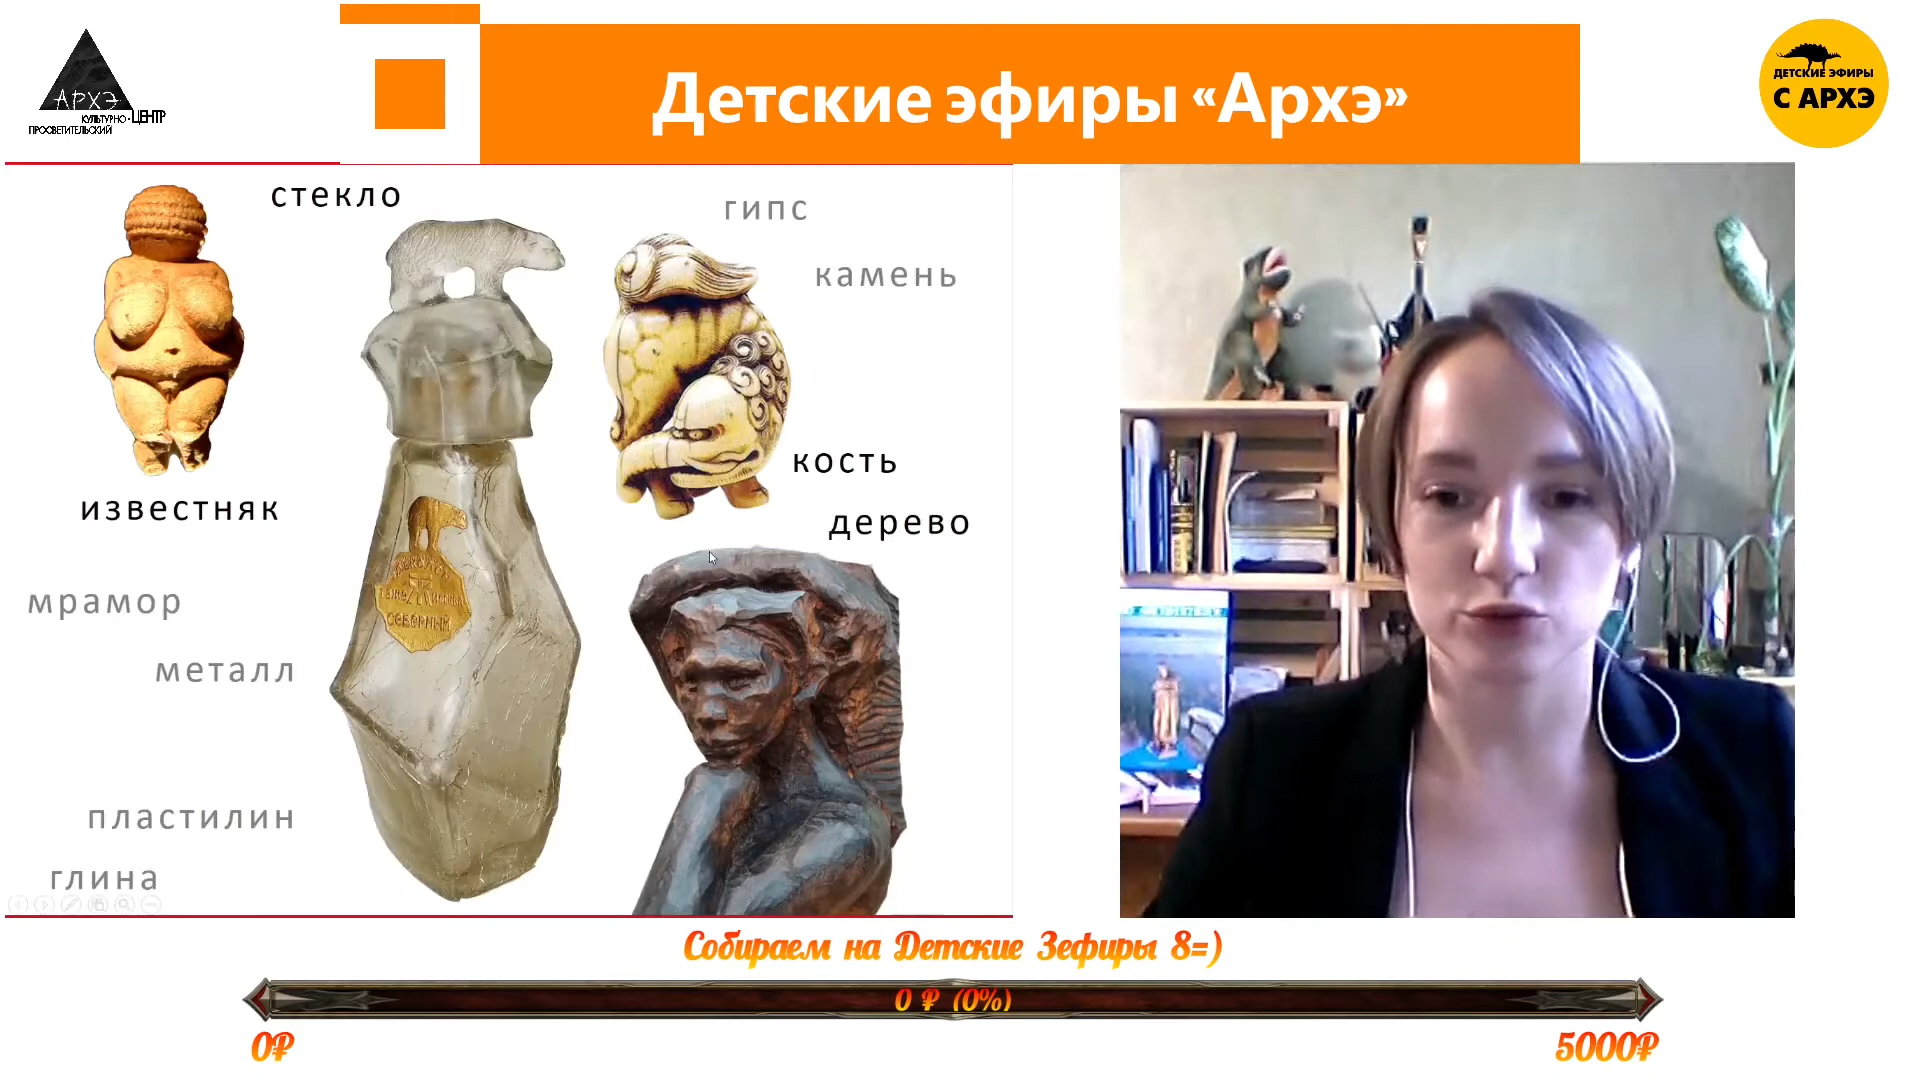 АРХЭ
КУЛЬТУРНО-ЦЕНТР
ПРОСВЕТИТЕЛЬСКИЙ
Детские эфиры «Архэ»
ДЕТСКИЕ ЭФИРЫ
С АРХЭ
стекло
гипс
камень
кость
дерево
известняк
мрамор
металл
пластилин
глина
СЕВЕРНЫЙ
Собираем на Детские Зефиры 8=)
0 ₽ (0%)
0₽
5000₽